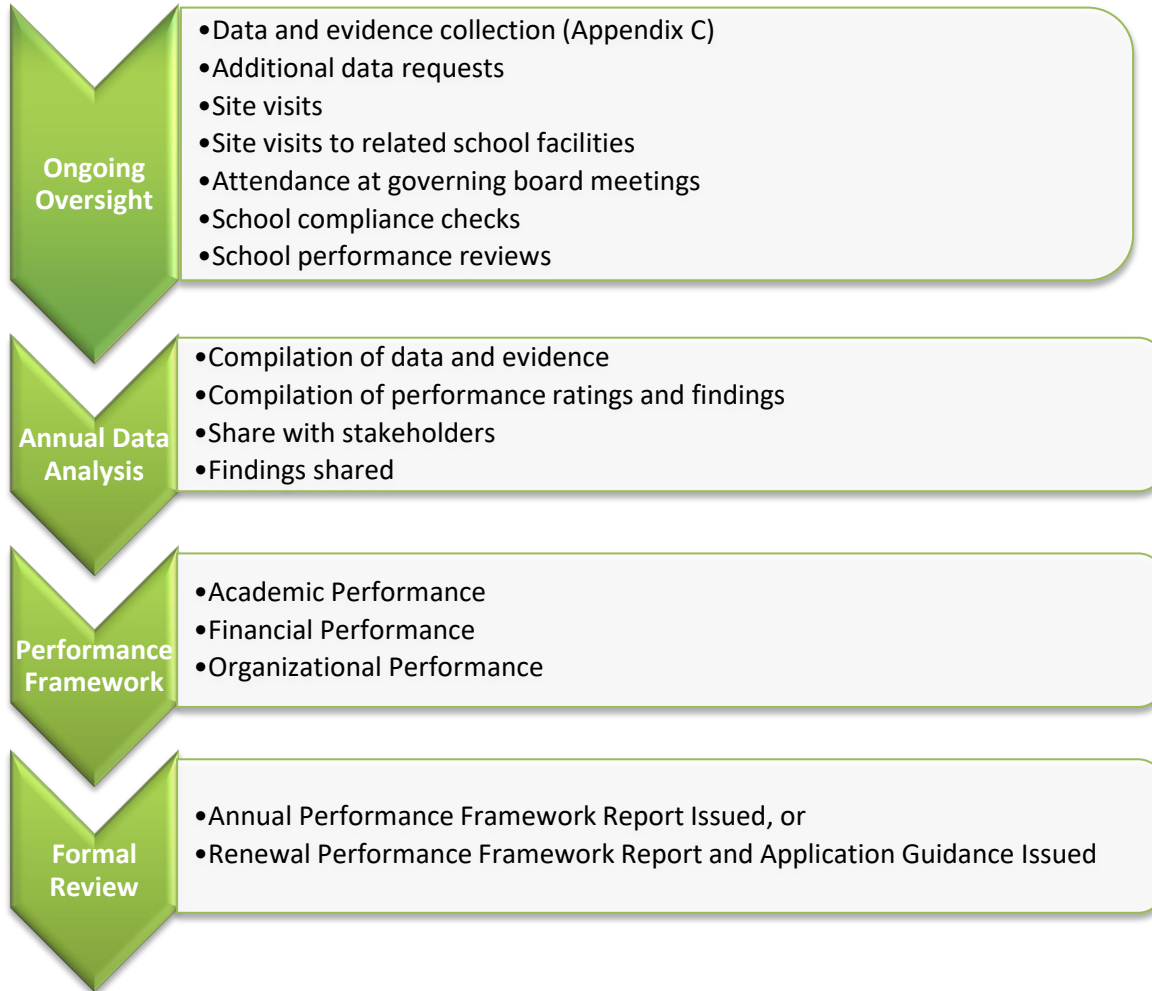 Ongoing
Oversight
•Data and evidence collection (Appendix C)
•Additional data requests
•Site visits
•Site visits to related school facilities
•Attendance at governing board meetings
•School compliance checks
•School performance reviews
Annual Data
Analysis
•Compilation of data and evidence
•Compilation of performance ratings and findings
•Share with stakeholders
•Findings shared
Performance
Framework
•Academic Performance
•Financial Performance
•Organizational Performance
Formal
Review
•Annual Performance Framework Report Issued, or
•Renewal Performance Framework Report and Application Guidance Issued